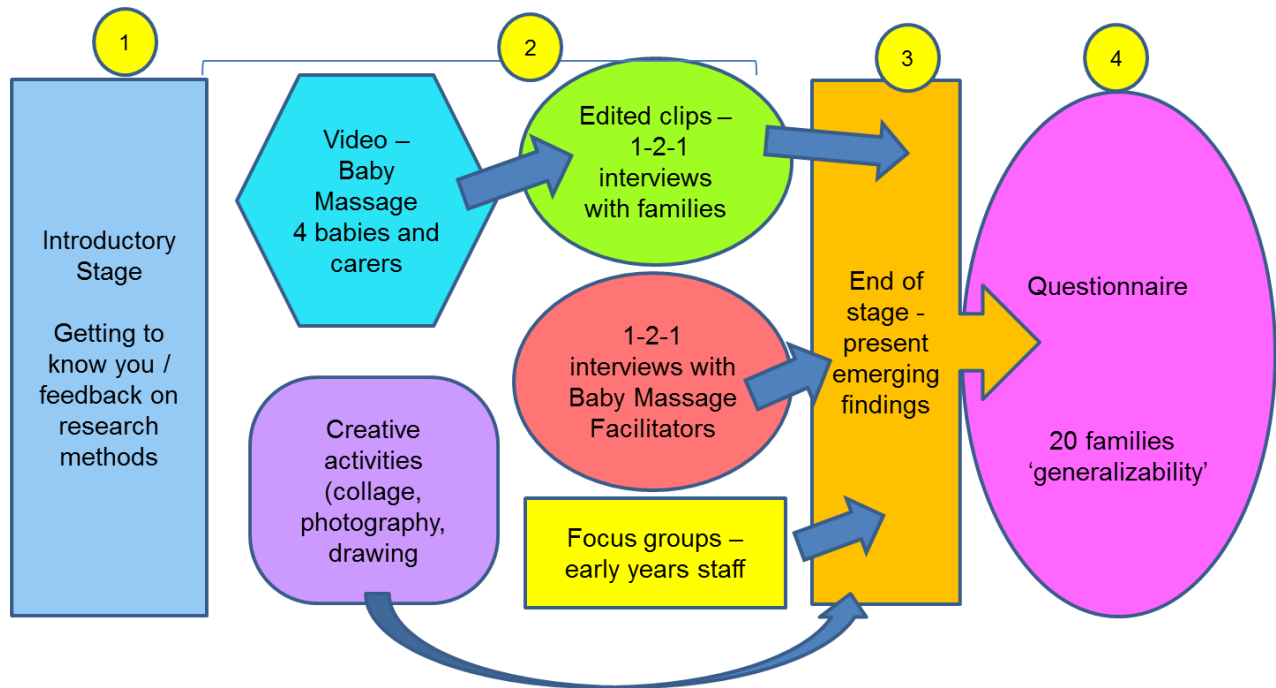 1
Introductory
Stage
Getting to
know you /
feedback on
research
methods
2
Video –
Baby
Massage
4 babies and
carers
Edited clips –
1-2-1
interviews
with families
1-2-1
interviews with
Baby Massage
Facilitators
Creative
activities
(collage,
photography,
drawing
Focus groups –
early years staff
3
End of
stage -
present
emerging
findings
4
Questionnaire
20 families
‘generalizability’